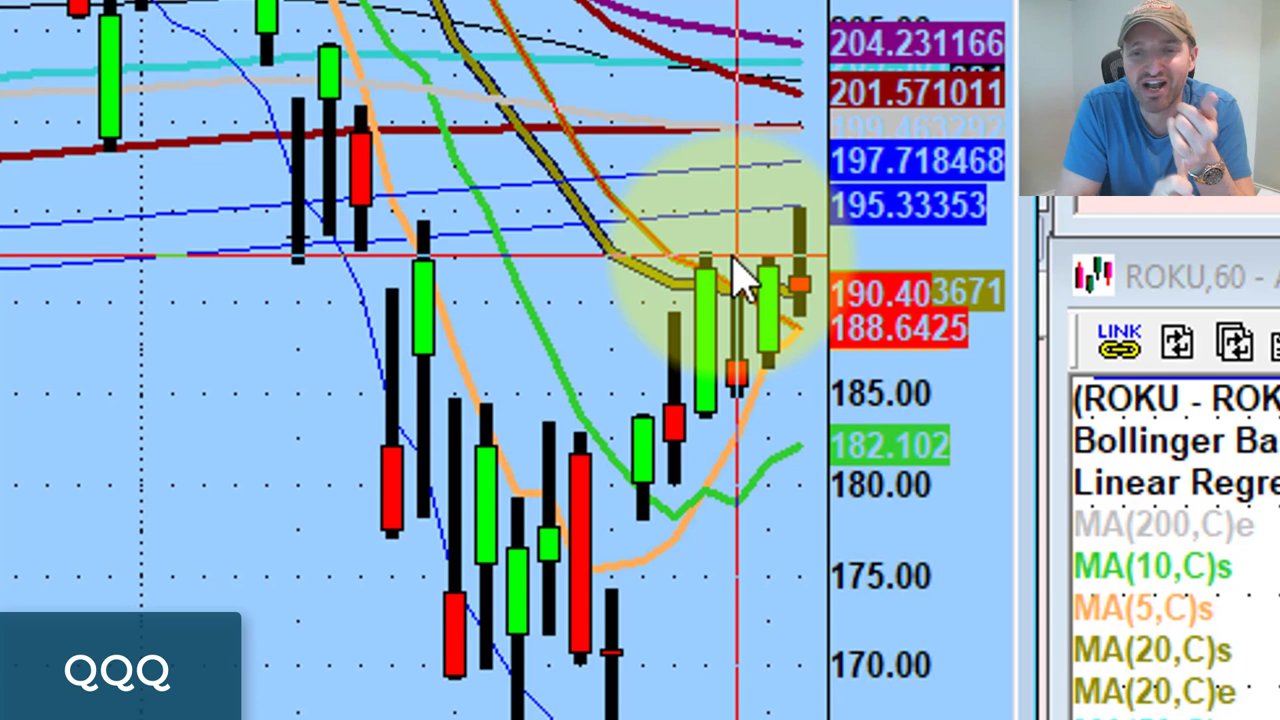 204.231166
201.571011
199.463292
197.718468
195.33353
190.403671
188.6425
185.00
182.102
180.00
175.00
170.00
QQQ
ROKU,60 -
LINK
(ROKU - ROK
Bollinger Ba
Linear Regre
MA(200,C)e
MA(10,C)s
MA(5,C)s
MA(20,C)s
MA(20,C)e